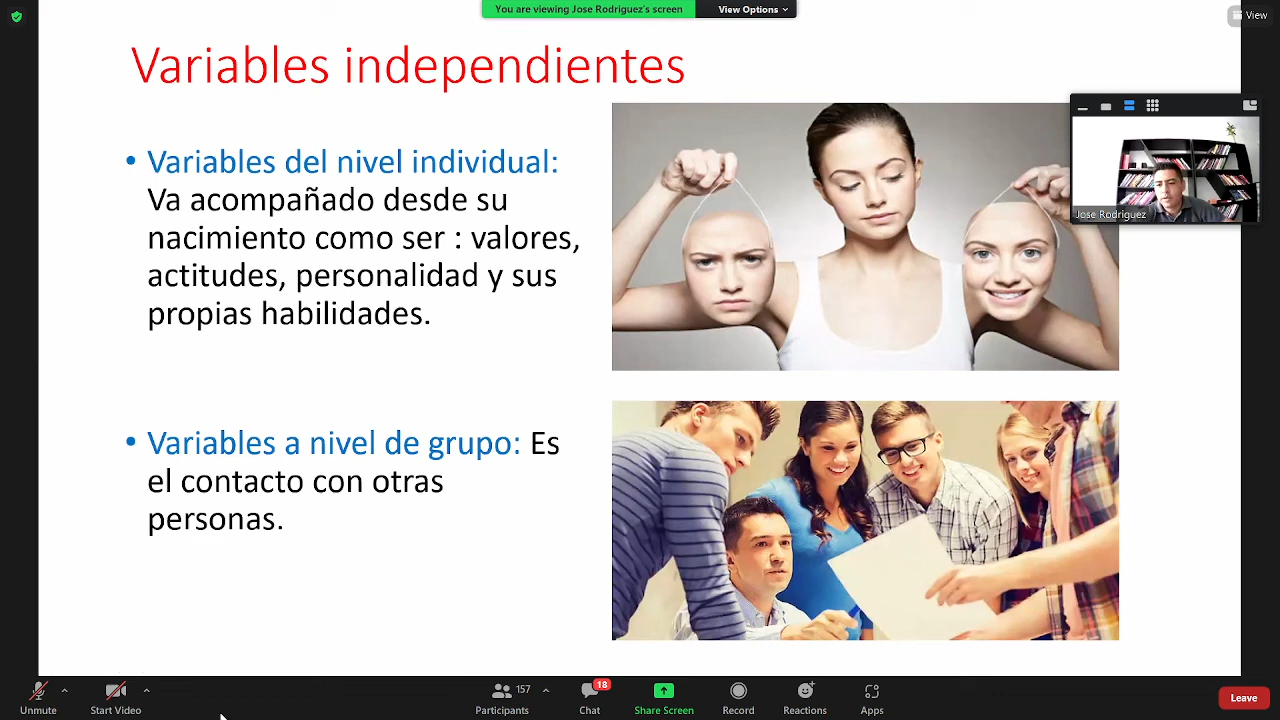 You are viewing Jose Rodriguez's screen
View Options
View
Variables independientes
• Variables del nivel individual:
Va acompañado desde su
nacimiento como ser : valores,
actitudes, personalidad y sus
propias habilidades.
Jose Rodriguez
• Variables a nivel de grupo: Es
el contacto con otras
personas.
Unmute
Start Video
157
Participants
18
Chat
Share Screen
Record
Reactions
Apps
Leave